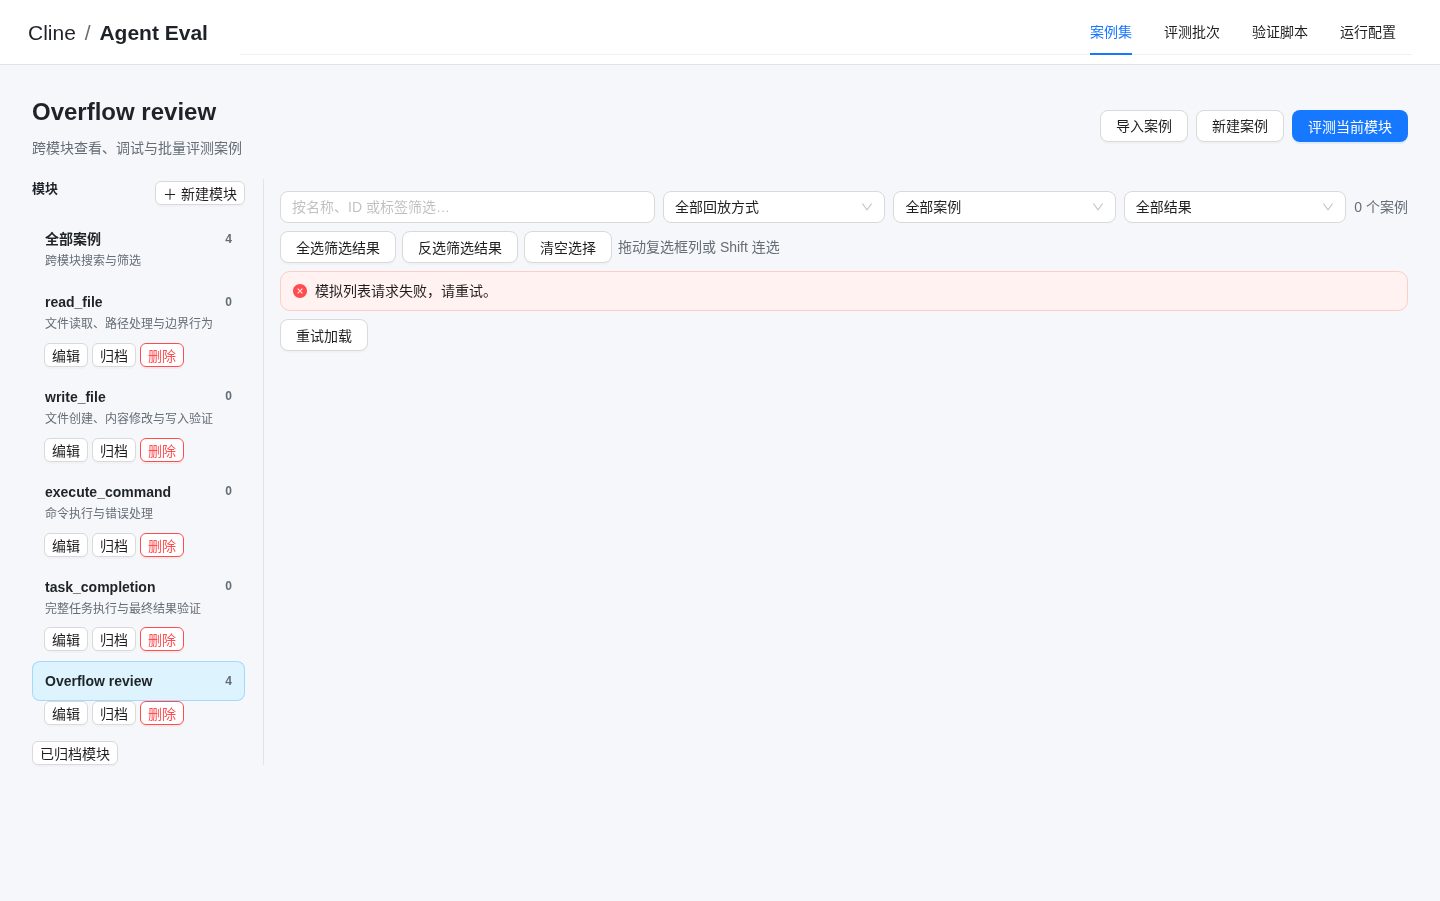 Cline / Agent Eval
案例集 评测批次 验证脚本 运行配置
Overflow review
跨模块查看、调试与批量评测案例
导入案例 新建案例 评测当前模块
模块
新建模块
全部案例 4
跨模块搜索与筛选
read_file 0
文件读取、路径处理与边界行为
编辑 归档 删除
write_file 0
文件创建、内容修改与写入验证
编辑 归档 删除
execute_command 0
命令执行与错误处理
编辑 归档 删除
task_completion 0
完整任务执行与最终结果验证
编辑 归档 删除
Overflow review 4
编辑 归档 删除
已归档模块
按名称、ID 或标签筛选... 全部回放方式 全部案例 全部结果 0 个案例
全选筛选结果 反选筛选结果 清空选择 拖动复选框列或 Shift 连选
模拟列表请求失败，请重试。
重试加载